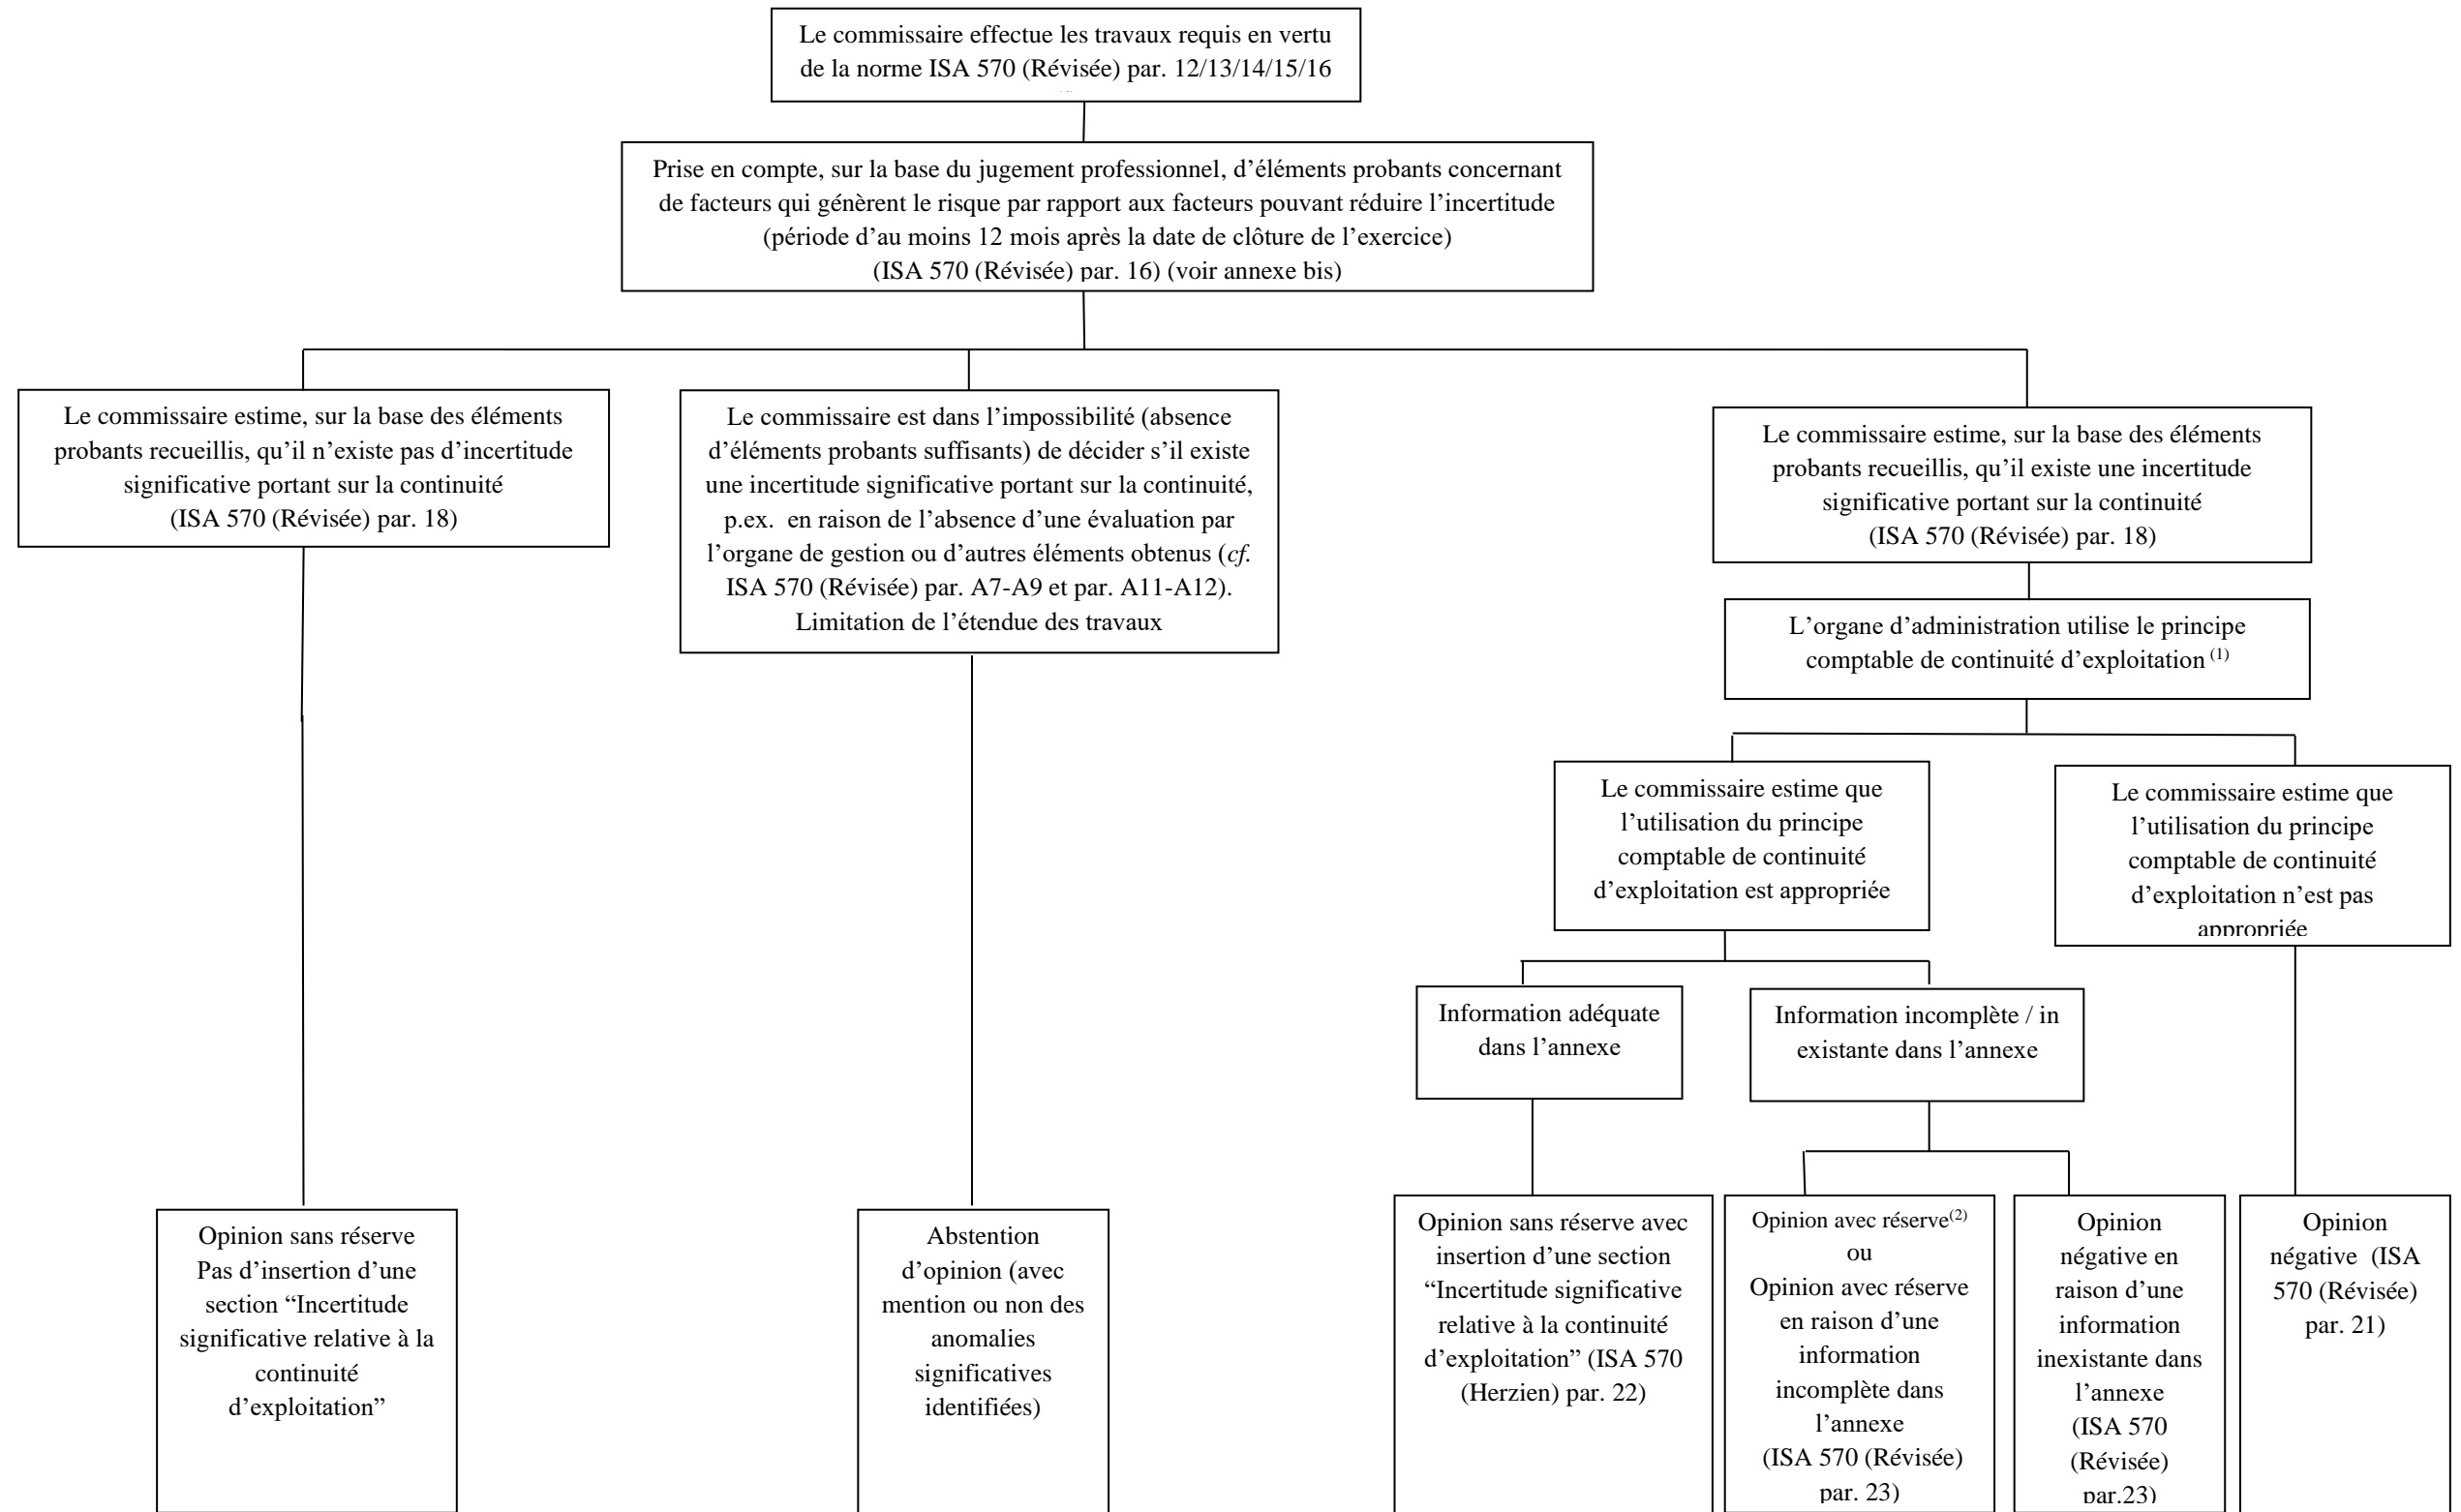 Le commissaire effectue les travaux requis en vertu
de la norme ISA 570 (Révisée) par. 12/13/14/15/16
Prise en compte, sur la base du jugement professionnel, d’éléments probants concernant
de facteurs qui génèrent le risque par rapport aux facteurs pouvant réduire l’incertitude
(période d’au moins 12 mois après la date de clôture de l’exercice)
(ISA 570 (Révisée) par. 16) (voir annexe bis)
Le commissaire estime, sur la base des éléments
probants recueillis, qu’il n’existe pas d’incertitude
significative portant sur la continuité
(ISA 570 (Révisée) par. 18)
Le commissaire est dans l’impossibilité (absence
d’éléments probants suffisants) de décider s’il existe
une incertitude significative portant sur la continuité,
p.ex. en raison de l’absence d’une évaluation par
l’organe de gestion ou d’autres éléments obtenus (cf.
ISA 570 (Révisée) par. A7-A9 et par. A11-A12).
Limitation de l’étendue des travaux
Le commissaire estime, sur la base des éléments
probants recueillis, qu’il existe une incertitude
significative portant sur la continuité
(ISA 570 (Révisée) par. 18)
L’organe d’administration utilise le principe
comptable de continuité d’exploitation (1)
Le commissaire estime que
l’utilisation du principe
comptable de continuité
d’exploitation est appropriée
Le commissaire estime que
l’utilisation du principe
comptable de continuité
d’exploitation n’est pas
appropriée
Information adéquate
dans l’annexe
Information incomplète / in
existante dans l’annexe
Opinion sans réserve
Pas d’insertion d’une
section “Incertitude
significative relative à la
continuité
d’exploitation”
Abstention
d’opinion (avec
mention ou non des
anomalies
significatives
identifiées)
Opinion sans réserve avec
insertion d’une section
“Incertitude significative
relative à la continuité
d’exploitation” (ISA 570
(Herzien) par. 22)
Opinion avec réserve(2)
ou
Opinion avec réserve
en raison d’une
information
incomplète dans
l’annexe
(ISA 570 (Révisée)
par. 23)
Opinion
négative en
raison d’une
information
inexistante dans
l’annexe
(ISA 570
(Révisée)
par.23)
Opinion
négative (ISA
570 (Révisée)
par. 21)